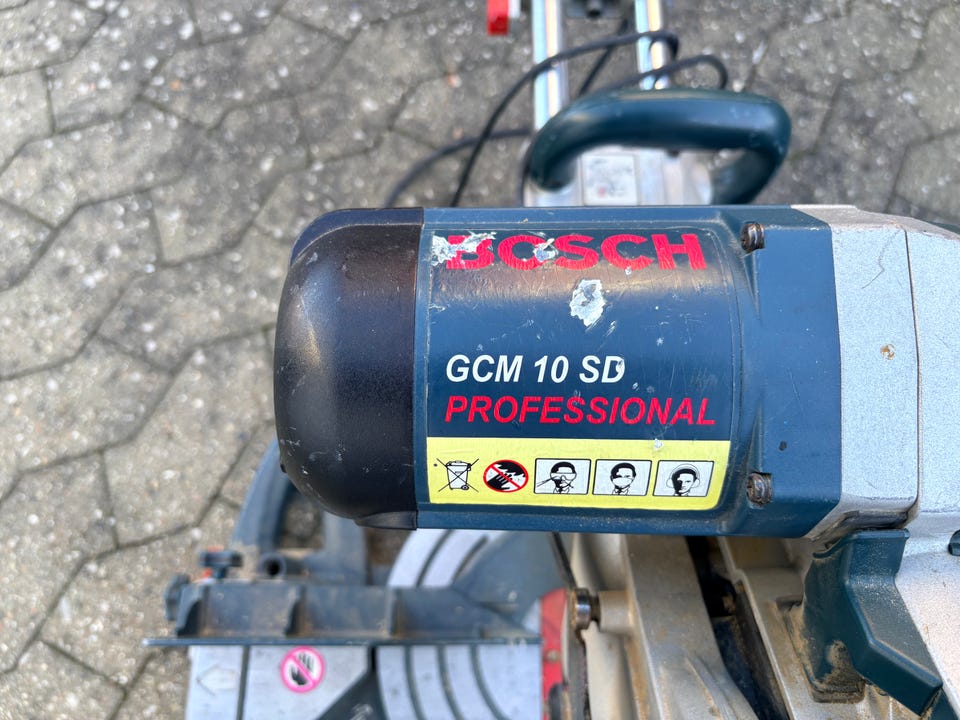 BOSCH
GCM 10 SD
PROFESSIONAL